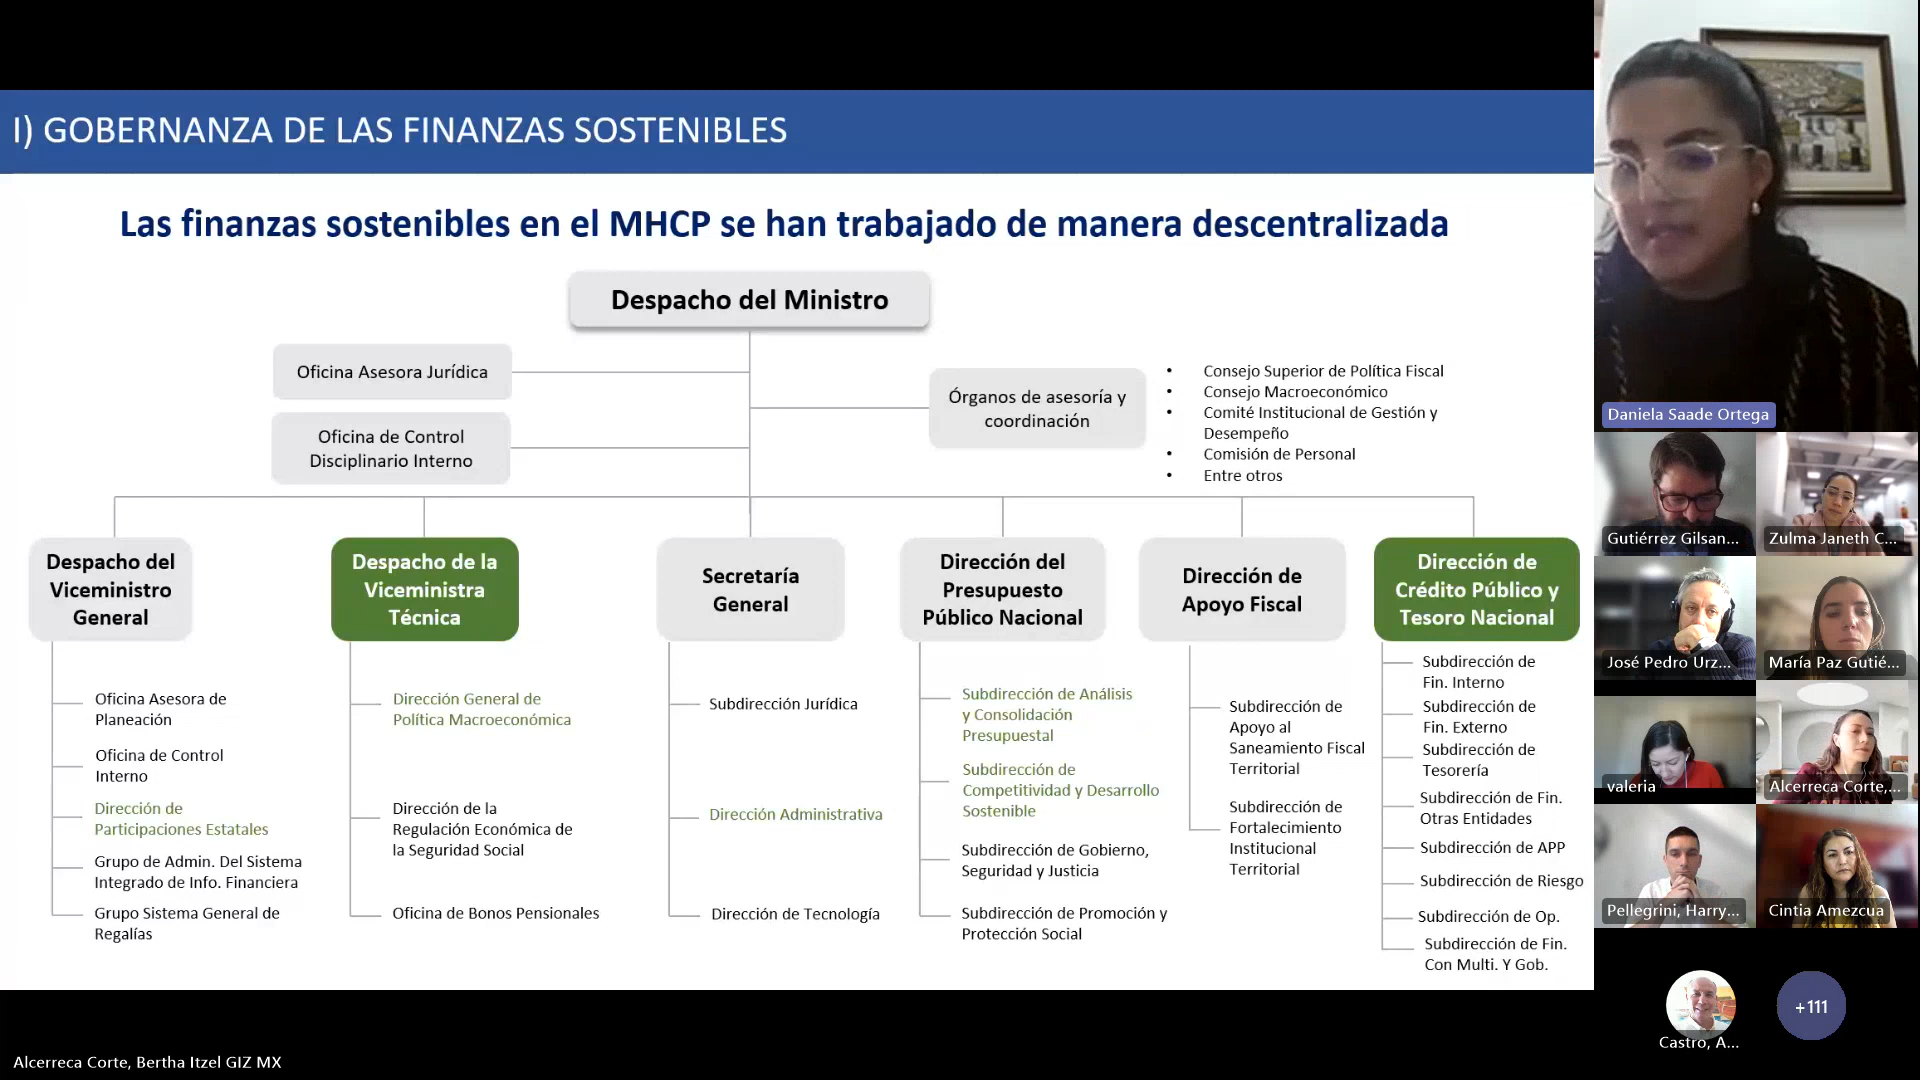 I) GOBERNANZA DE LAS FINANZAS SOSTENIBLES
Las finanzas sostenibles en el MHCP se han trabajado de manera descentralizada
Despacho del Ministro
Oficina Asesora Jurídica
Oficina de Control
Disciplinario Interno
Órganos de asesoría y
coordinación
• Consejo Superior de Política Fiscal
• Consejo Macroeconómico
• Comité Institucional de Gestión y
Desempeño
• Comisión de Personal
• Entre otros
Despacho del
Viceministro
General
Oficina Asesora de
Planeación
Oficina de Control
Interno
Dirección de
Participaciones Estatales
Grupo de Admin. Del Sistema
Integrado de Info. Financiera
Grupo Sistema General de
Regalías
Despacho de la
Viceministra
Técnica
Dirección General de
Política Macroeconómica
Dirección de la
Regulación Económica de
la Seguridad Social
Oficina de Bonos Pensionales
Secretaría
General
Subdirección Jurídica
Dirección Administrativa
Dirección de Tecnología
Dirección del
Presupuesto
Público Nacional
Subdirección de Análisis
y Consolidación
Presupuestal
Subdirección de
Competitividad y Desarrollo
Sostenible
Subdirección de Gobierno,
Seguridad y Justicia
Subdirección de Promoción y
Protección Social
Dirección de
Apoyo Fiscal
Subdirección de
Apoyo al
Saneamiento Fiscal
Territorial
Subdirección de
Fortalecimiento
Institucional
Territorial
Dirección de
Crédito Público y
Tesoro Nacional
Subdirección de
Fin. Interno
Subdirección de
Fin. Externo
Subdirección de
Tesorería
Subdirección de Fin.
Otras Entidades
Subdirección de APP
Subdirección de Riesgo
Subdirección de Op.
Subdirección de Fin.
Con Multi. Y Gob.
Daniela Saade Ortega
Gutiérrez Gilsan...
Zulma Janeth C...
José Pedro Urz...
María Paz Gutié...
valeria
Alcerreca Corte,...
Pellegrini, Harry...
Cintia Amezcua
Castro, A...
+111
Alcerreca Corte, Bertha Itzel GIZ MX